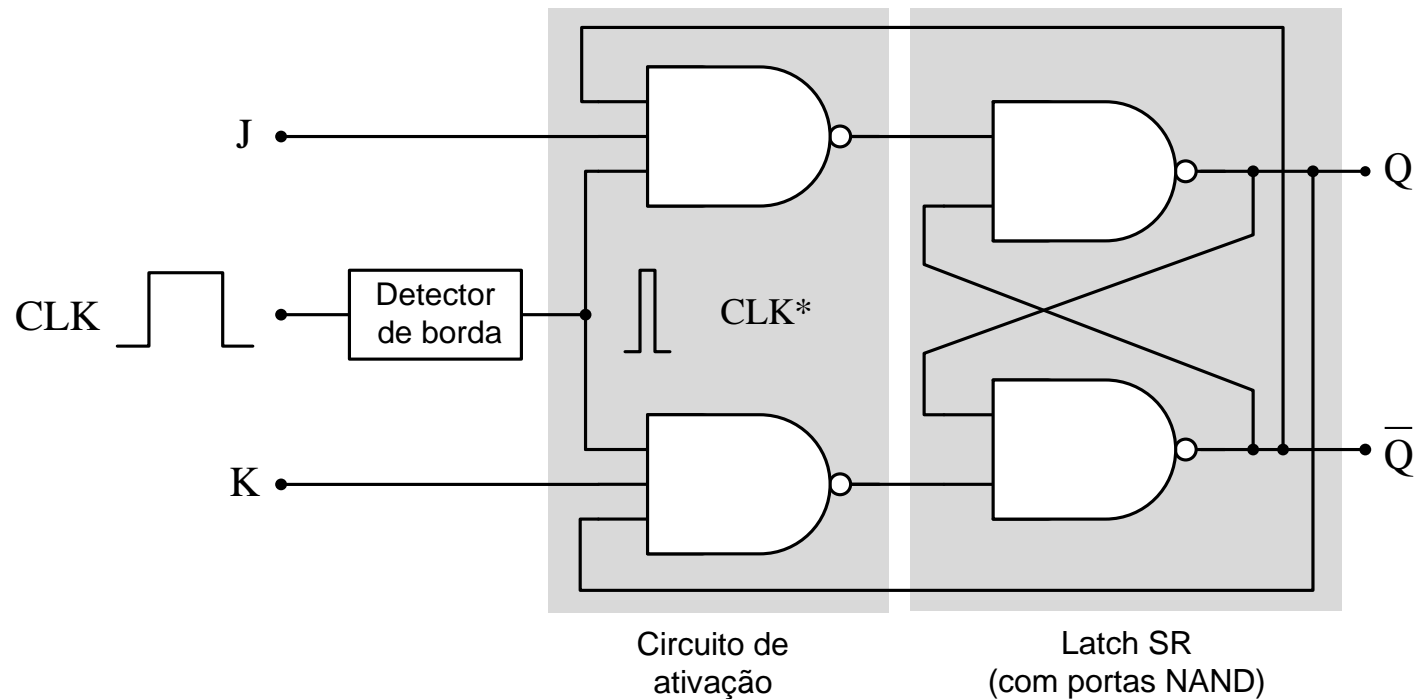 J
Q
CLK
Detector
de borda
CLK*
K
Q̅
Circuito de
ativação
Latch SR
(com portas NAND)